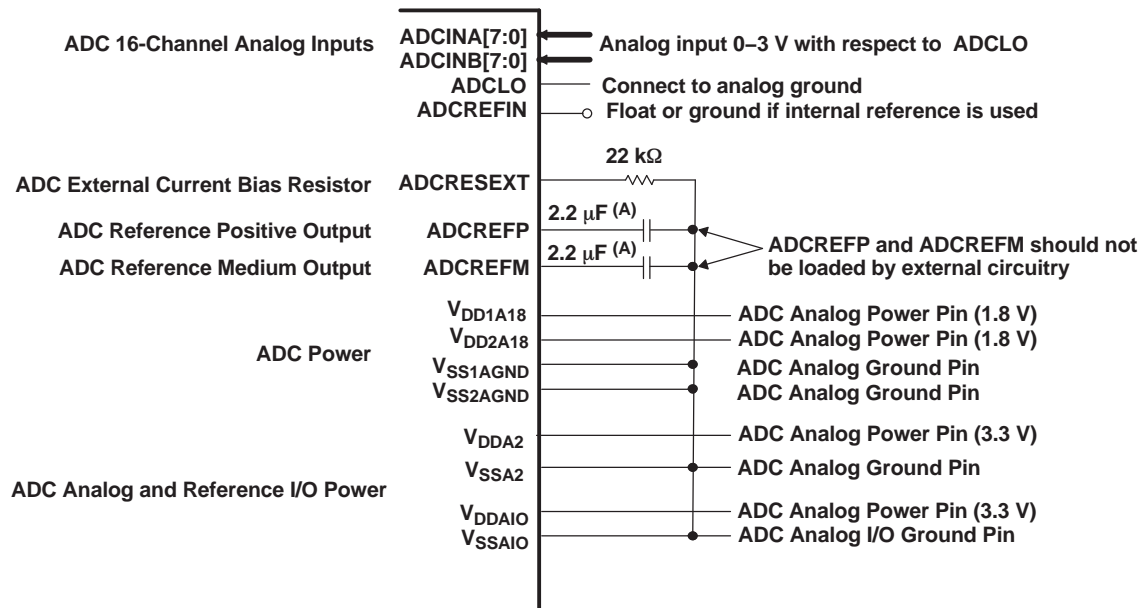 ADC 16-Channel Analog Inputs
ADCINA[7:0]
ADCINB[7:0]
Analog input 0–3 V with respect to ADCLO
ADCLO
Connect to analog ground
ADCREFIN
Float or ground if internal reference is used
22 kΩ
ADC External Current Bias Resistor
ADCRESEXT
2.2 μF (A)
ADC Reference Positive Output
ADCREFP
2.2 μF (A)
ADC Reference Medium Output
ADCREFM
ADCREFP and ADCREFM should not
be loaded by external circuitry
VDD1A18
ADC Analog Power Pin (1.8 V)
VDD2A18
ADC Analog Power Pin (1.8 V)
ADC Power
VSS1AGND
ADC Analog Ground Pin
VSS2AGND
ADC Analog Ground Pin
VDDA2
ADC Analog Power Pin (3.3 V)
VSSA2
ADC Analog Ground Pin
ADC Analog and Reference I/O Power
VDDAIO
ADC Analog Power Pin (3.3 V)
VSSAIO
ADC Analog I/O Ground Pin